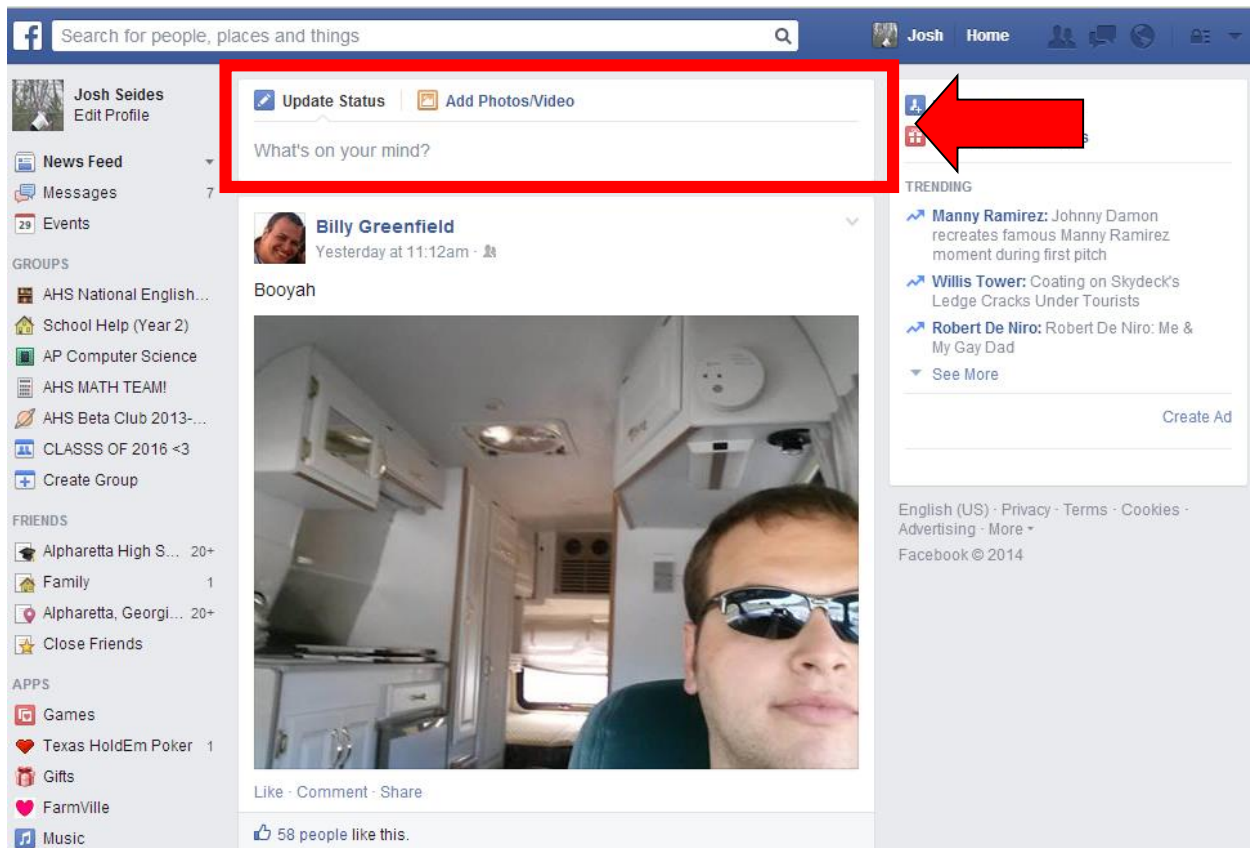 f
Search for people, places and things
Josh Home
Josh Seides
Edit Profile
News Feed
Messages 7
29 Events
GROUPS
AHS National English...
School Help (Year 2)
AP Computer Science
AHS MATH TEAM!
AHS Beta Club 2013-...
CLASSS OF 2016 <3
Create Group
FRIENDS
Alpharetta High S... 20+
Family 1
Alpharetta, Georgi... 20+
Close Friends
APPS
Games
Texas HoldEm Poker 1
Gifts
FarmVille
Music
Update Status Add Photos/Video
What's on your mind?
Billy Greenfield
Yesterday at 11:12am ·
Booyah
Like · Comment · Share
58 people like this.
s
TRENDING
Manny Ramirez: Johnny Damon
recreates famous Manny Ramirez
moment during first pitch
Willis Tower: Coating on Skydeck's
Ledge Cracks Under Tourists
Robert De Niro: Robert De Niro: Me &
My Gay Dad
See More
Create Ad
English (US) · Privacy · Terms · Cookies ·
Advertising · More
Facebook © 2014